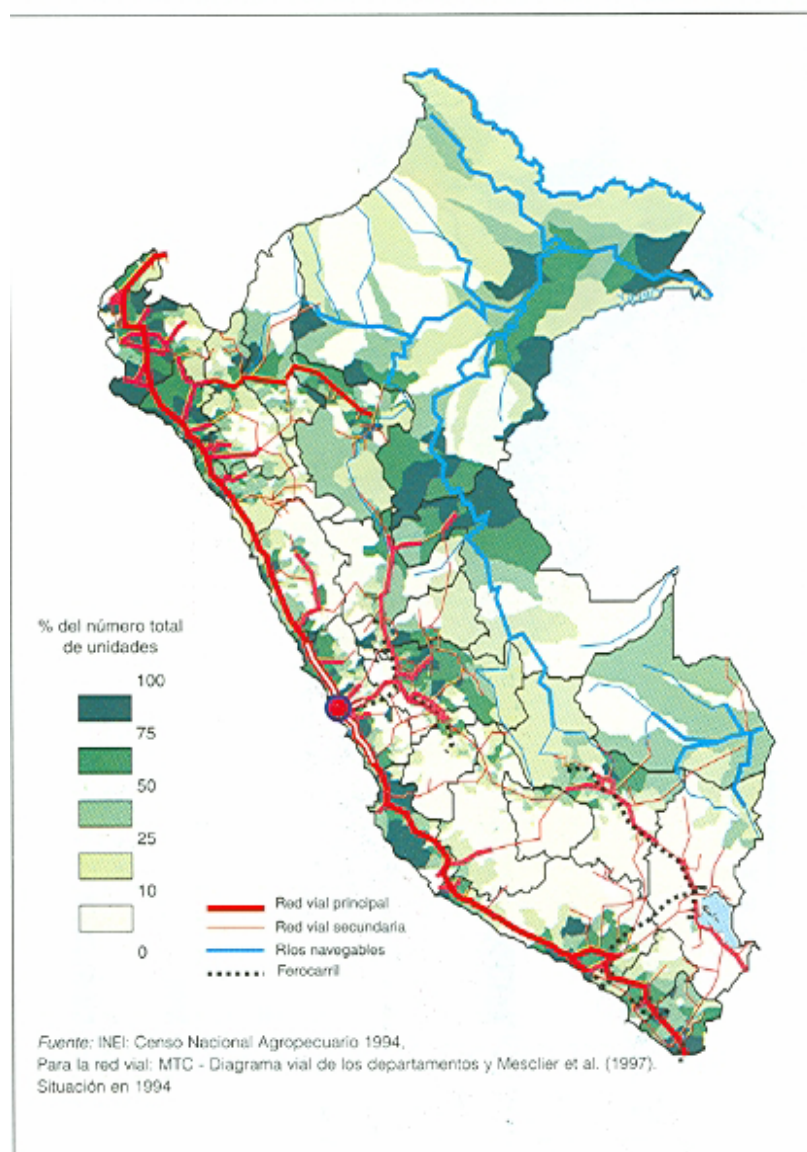 % del número total
de unidades
100
75
50
25
10
0
Red vial principal
Red vial secundaria
Ríos navegables
Ferocarril
Fuente: INEI: Censo Nacional Agropecuario 1994,
Para la red vial: MTC - Diagrama vial de los departamentos y Mesclier et al. (1997).
Situación en 1994